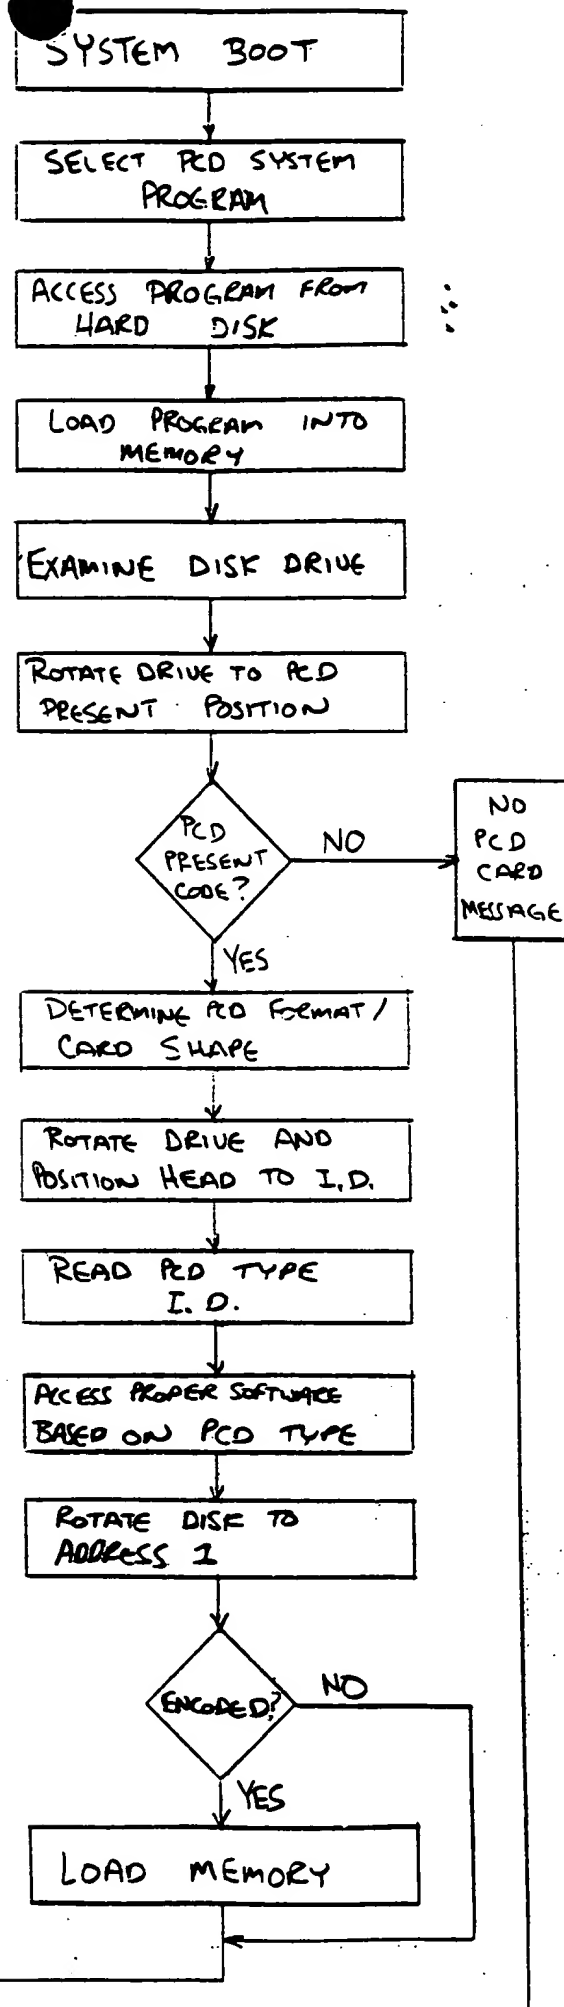 SYSTEM BOOT
SELECT PCD SYSTEM
PROGRAM
ACCESS PROGRAM FROM
HARD DISK
LOAD PROGRAM INTO
MEMORY
EXAMINE DISK DRIVE
ROTATE DRIVE TO PCD
PRESENT POSITION
PCD
PRESENT
CODE?
NO
NO
PCD
CARD
MESSAGE
YES
DETERMINE PCD FORMAT/
CARD SHAPE
ROTATE DRIVE AND
POSITION HEAD TO I.D.
READ PCD TYPE
I.D.
ACCESS PROPER SOFTWARE
BASED ON PCD TYPE
ROTATE DISK TO
ADDRESS 1
ENCODED?
NO
YES
LOAD MEMORY